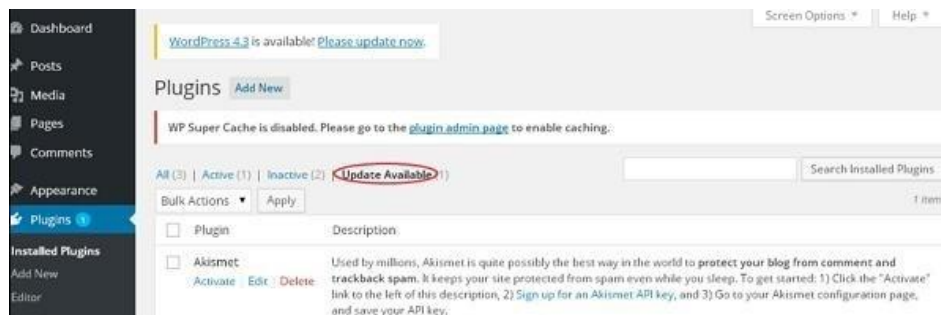 Screen Options ▼ Help ▼
Dashboard
WordPress 4.3 is available! Please update now.
Posts
Media
Plugins Add New
Pages
WP Super Cache is disabled. Please go to the plugin admin page to enable caching.
Comments
All (3) | Active (1) | Inactive (2) | Update Available (1)
Search Installed Plugins
Appearance
Bulk Actions ▼ Apply
1 item
Plugins 1
Plugin Description
Installed Plugins
Add New
Editor
Akismet
Activate | Edit | Delete
Used by millions, Akismet is quite possibly the best way in the world to protect your blog from comment and
trackback spam. It keeps your site protected from spam even while you sleep. To get started: 1) Click the "Activate"
link to the left of this description, 2) Sign up for an Akismet API key, and 3) Go to your Akismet configuration page,
and save your API key.